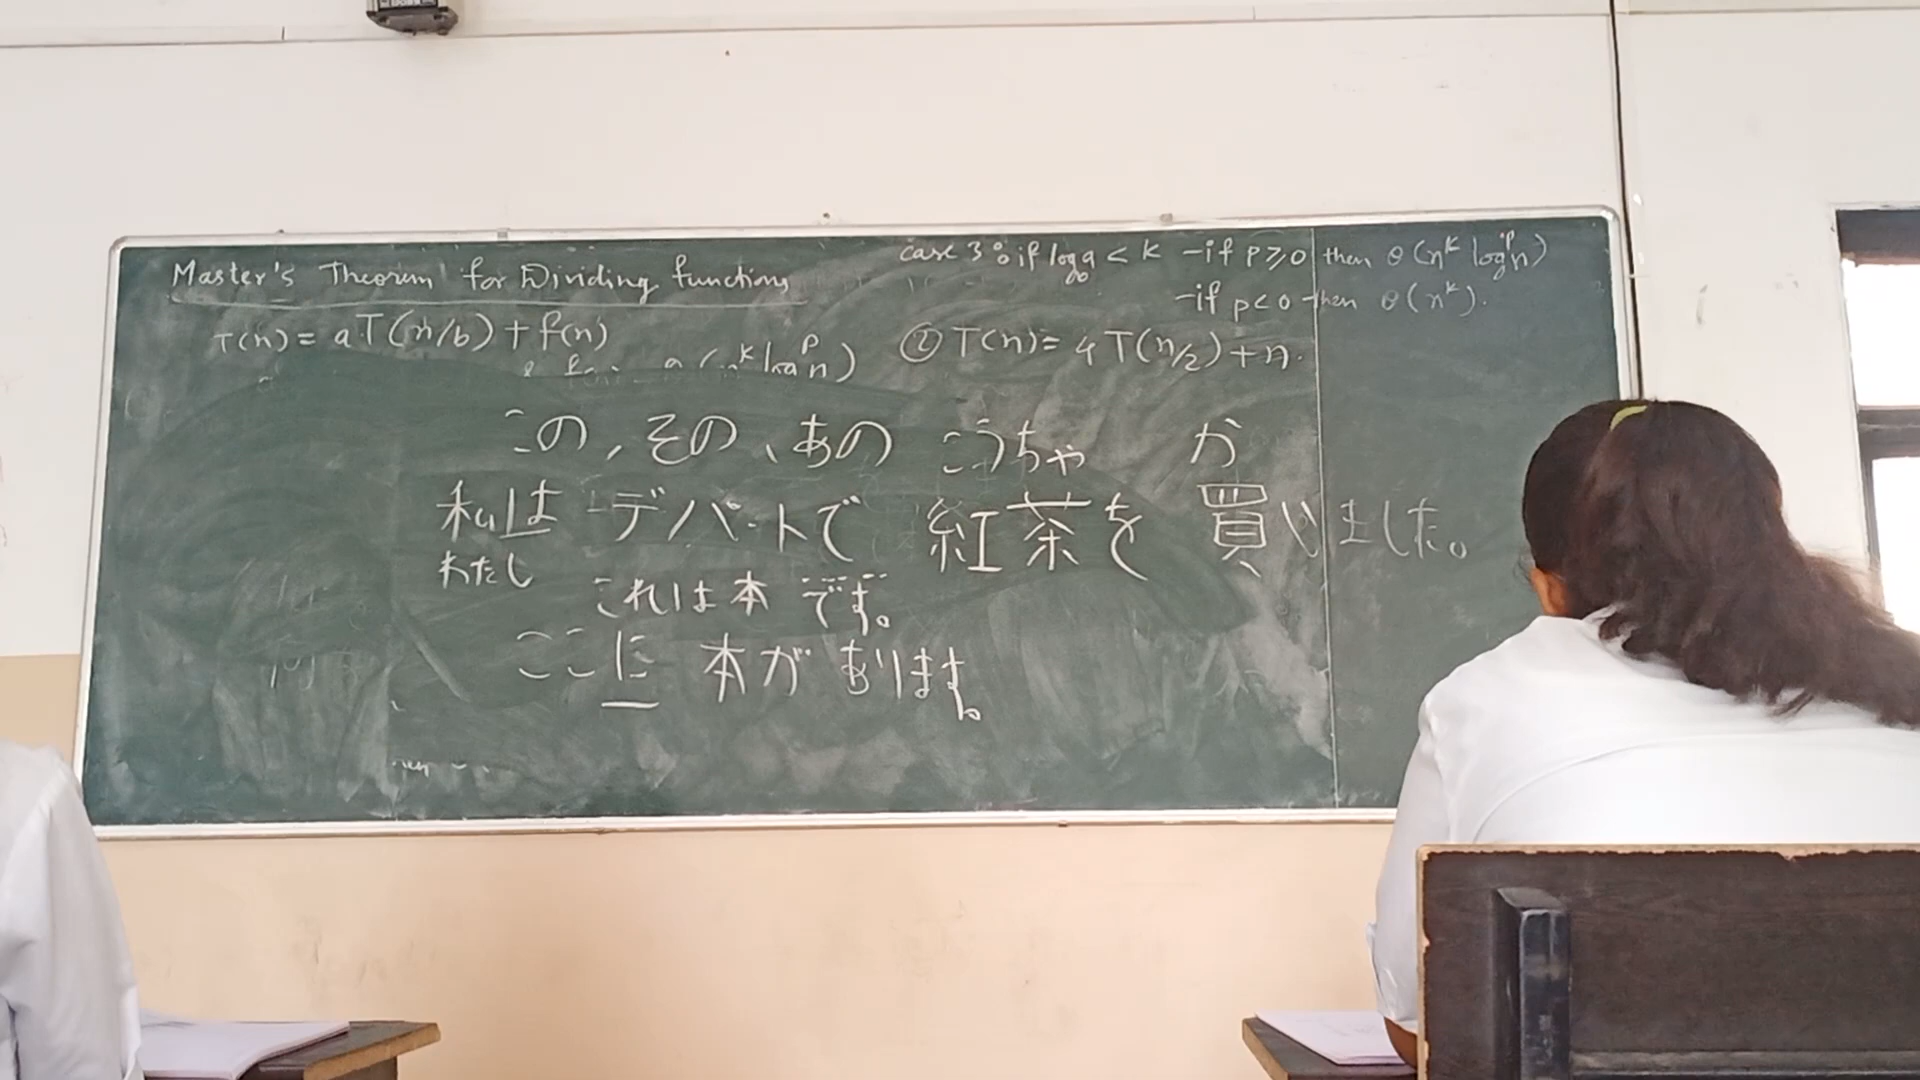 Master's Theorem for Dividing functions
T(n) = aT(n/b) + f(n)
(n^k log^p n)
case 3: if log_b a < k - if p ≥ 0 then θ(n^k log^p n)
- if p < 0 then θ(n^k).
② T(n) = 4T(n/2) + n.
この, その、あの こうちゃ か
私は デパートで 紅茶を 買いました。
わたし
これは本 です。
ここに 本が あります。